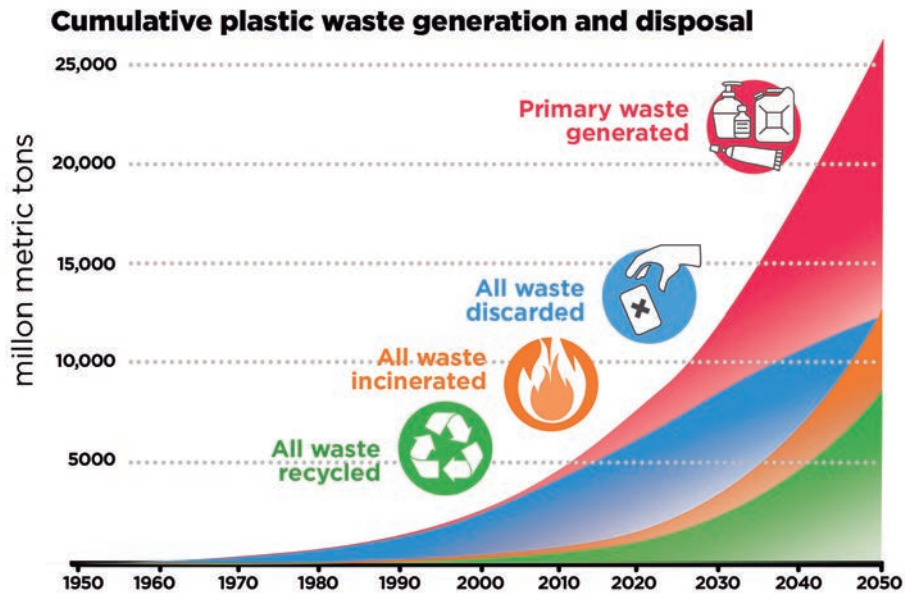 Cumulative plastic waste generation and disposal
millon metric tons
25,000
20,000
15,000
10,000
5000
Primary waste
generated
All waste
discarded
All waste
incinerated
All waste
recycled
1950 1960 1970 1980 1990 2000 2010 2020 2030 2040 2050